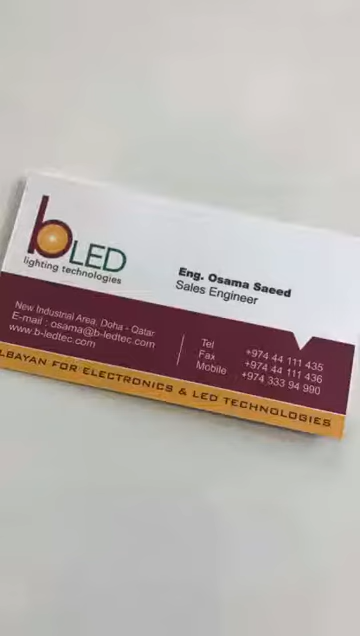 bLED
lighting technologies
Eng. Osama Saeed
Sales Engineer
New Industrial Area, Doha - Qatar
E-mail : osama@b-ledtec.com
www.b-ledtec.com
Tel +974 44 111 435
Fax +974 44 111 436
Mobile +974 333 94 990
LBAYAN FOR ELECTRONICS & LED TECHNOLOGIES